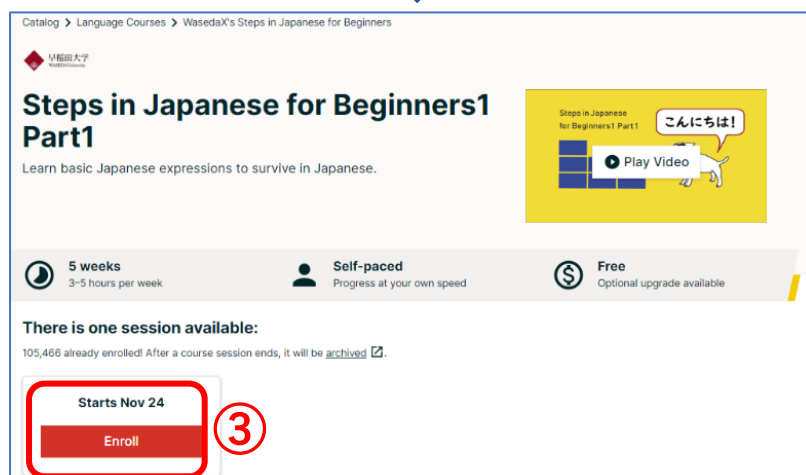 Catalog > Language Courses > WasedaX's Steps in Japanese for Beginners
早稲田大学
WASEDA University
Steps in Japanese for Beginners1
Part1
Learn basic Japanese expressions to survive in Japanese.
Steps in Japanese
for Beginners1 Part1
こんにちは!
Play Video
5 weeks
3-5 hours per week
Self-paced
Progress at your own speed
Free
Optional upgrade available
There is one session available:
105,466 already enrolled! After a course session ends, it will be archived.
Starts Nov 24
Enroll
③